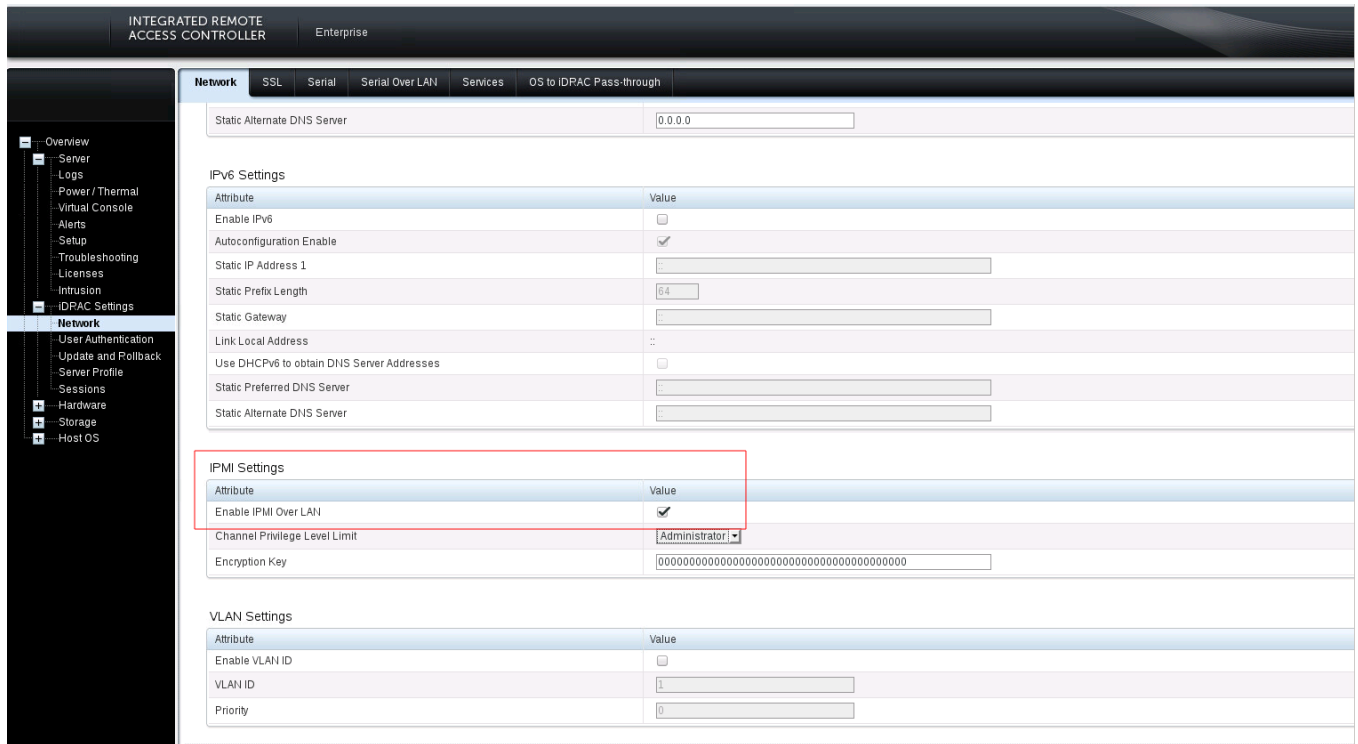 INTEGRATED REMOTE
ACCESS CONTROLLER
Enterprise
Network SSL Serial Serial Over LAN Services OS to iDRAC Pass-through
Overview
Server
Logs
Power / Thermal
Virtual Console
Alerts
Setup
Troubleshooting
Licenses
Intrusion
iDRAC Settings
Network
User Authentication
Update and Rollback
Server Profile
Sessions
Hardware
Storage
Host OS
Static Alternate DNS Server 0.0.0.0
IPv6 Settings
Attribute Value
Enable IPv6
Autoconfiguration Enable
Static IP Address 1 ::
Static Prefix Length 64
Static Gateway ::
Link Local Address ::
Use DHCPv6 to obtain DNS Server Addresses
Static Preferred DNS Server ::
Static Alternate DNS Server ::
IPMI Settings
Attribute Value
Enable IPMI Over LAN
Channel Privilege Level Limit Administrator
Encryption Key 0000000000000000000000000000000000000000
VLAN Settings
Attribute Value
Enable VLAN ID
VLAN ID 1
Priority 0